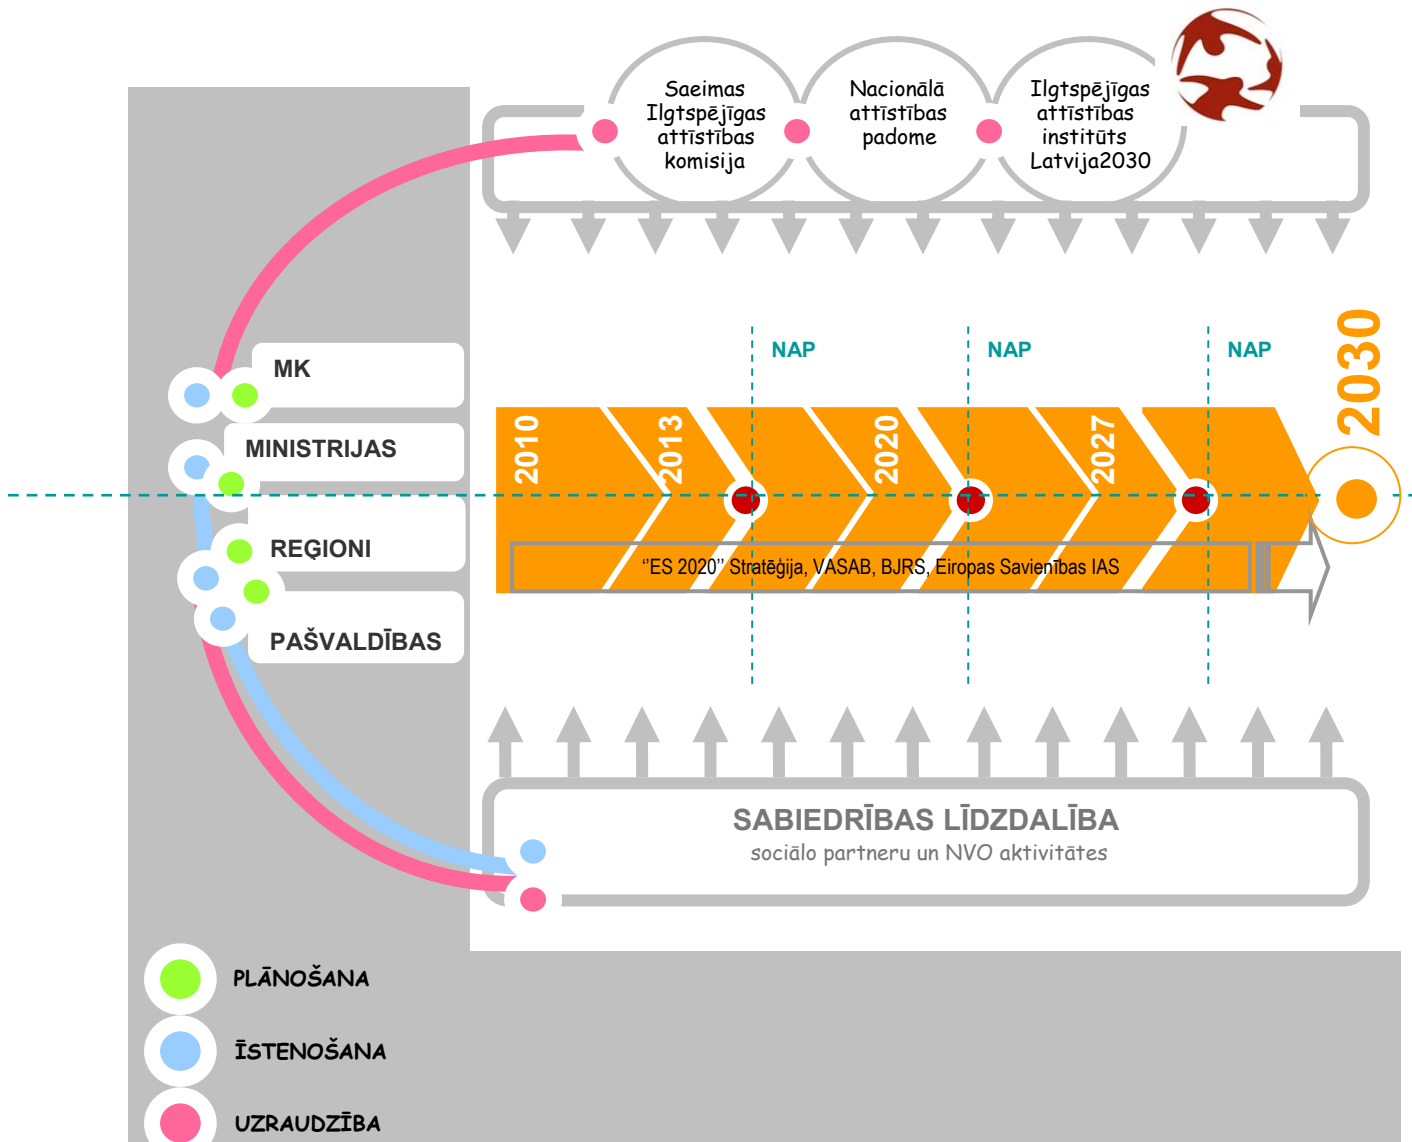 Saeimas
Ilgtspējīgas
attīstības
komisija
Nacionālā
attīstības
padome
Ilgtspējīgas
attīstības
institūts
Latvija2030
MK
MINISTRIJAS
REĢIONI
PAŠVALDĪBAS
NAP
NAP
NAP
2010
2013
2020
2027
2030
‘‘ES 2020’’ Stratēģija, VASAB, BJRS, Eiropas Savienības IAS
SABIEDRĪBAS LĪDZDALĪBA
sociālo partneru un NVO aktivitātes
PLĀNOŠANA
ĪSTENOŠANA
UZRAUDZĪBA